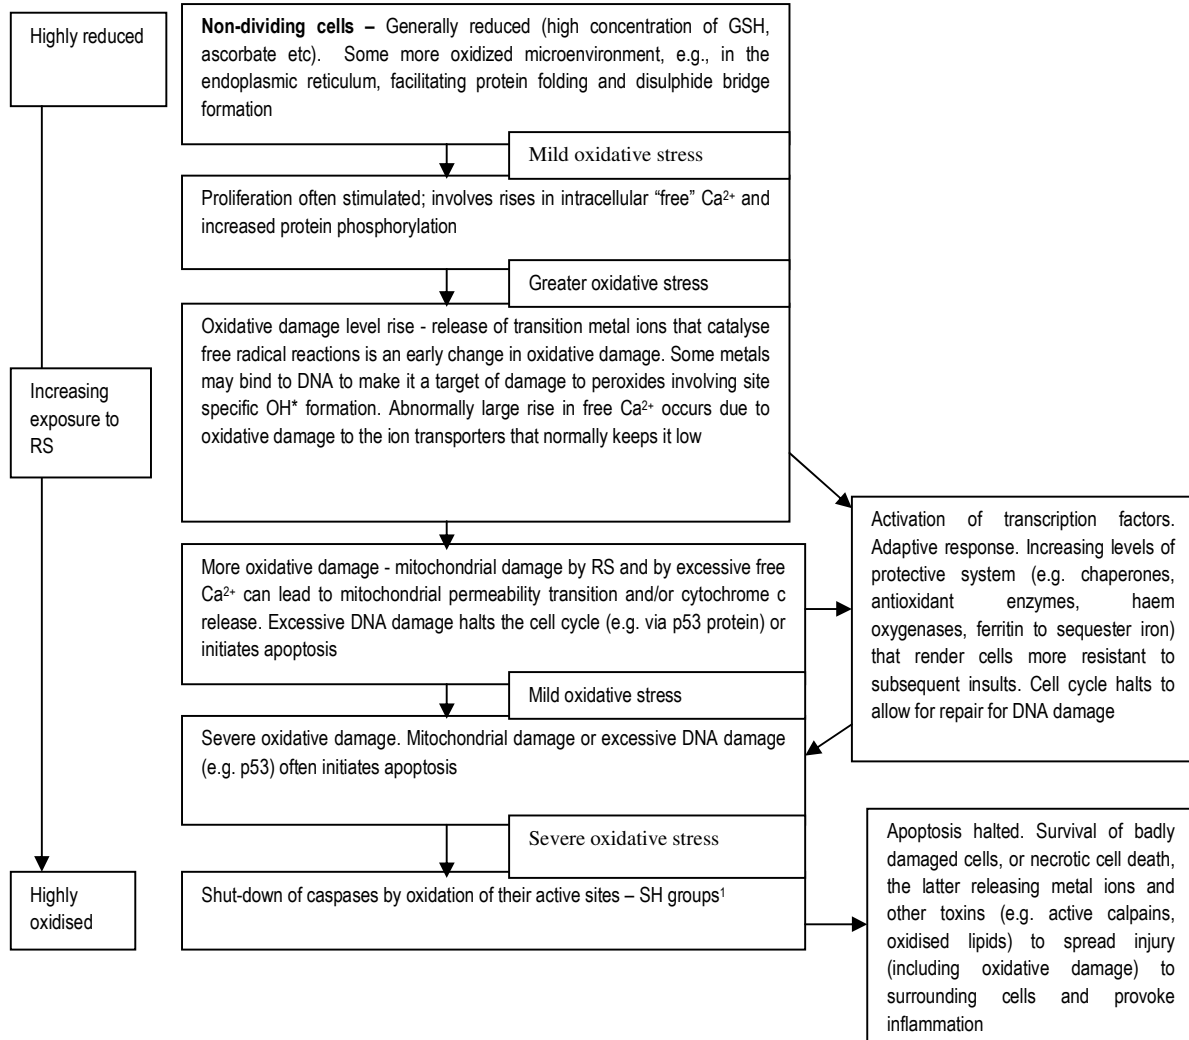 Highly reduced
Non-dividing cells – Generally reduced (high concentration of GSH,
ascorbate etc). Some more oxidized microenvironment, e.g., in the
endoplasmic reticulum, facilitating protein folding and disulphide bridge
formation
Mild oxidative stress
Proliferation often stimulated; involves rises in intracellular “free” Ca²⁺ and
increased protein phosphorylation
Greater oxidative stress
Oxidative damage level rise - release of transition metal ions that catalyse
free radical reactions is an early change in oxidative damage. Some metals
may bind to DNA to make it a target of damage to peroxides involving site
specific OH* formation. Abnormally large rise in free Ca²⁺ occurs due to
oxidative damage to the ion transporters that normally keeps it low
Increasing
exposure to
RS
Activation of transcription factors.
Adaptive response. Increasing levels of
protective system (e.g. chaperones,
antioxidant enzymes, haem
oxygenases, ferritin to sequester iron)
that render cells more resistant to
subsequent insults. Cell cycle halts to
allow for repair for DNA damage
More oxidative damage - mitochondrial damage by RS and by excessive free
Ca²⁺ can lead to mitochondrial permeability transition and/or cytochrome c
release. Excessive DNA damage halts the cell cycle (e.g. via p53 protein) or
initiates apoptosis
Mild oxidative stress
Severe oxidative damage. Mitochondrial damage or excessive DNA damage
(e.g. p53) often initiates apoptosis
Severe oxidative stress
Highly
oxidised
Shut-down of caspases by oxidation of their active sites – SH groups¹
Apoptosis halted. Survival of badly
damaged cells, or necrotic cell death,
the latter releasing metal ions and
other toxins (e.g. active calpains,
oxidised lipids) to spread injury
(including oxidative damage) to
surrounding cells and provoke
inflammation